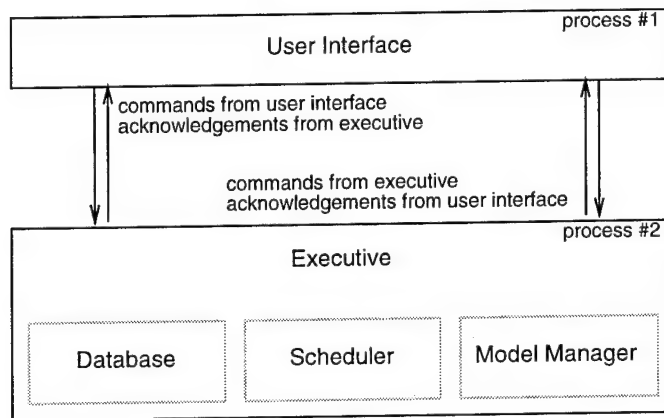 process #1
User Interface
commands from user interface
acknowledgements from executive
commands from executive
acknowledgements from user interface
process #2
Executive
Database
Scheduler
Model Manager